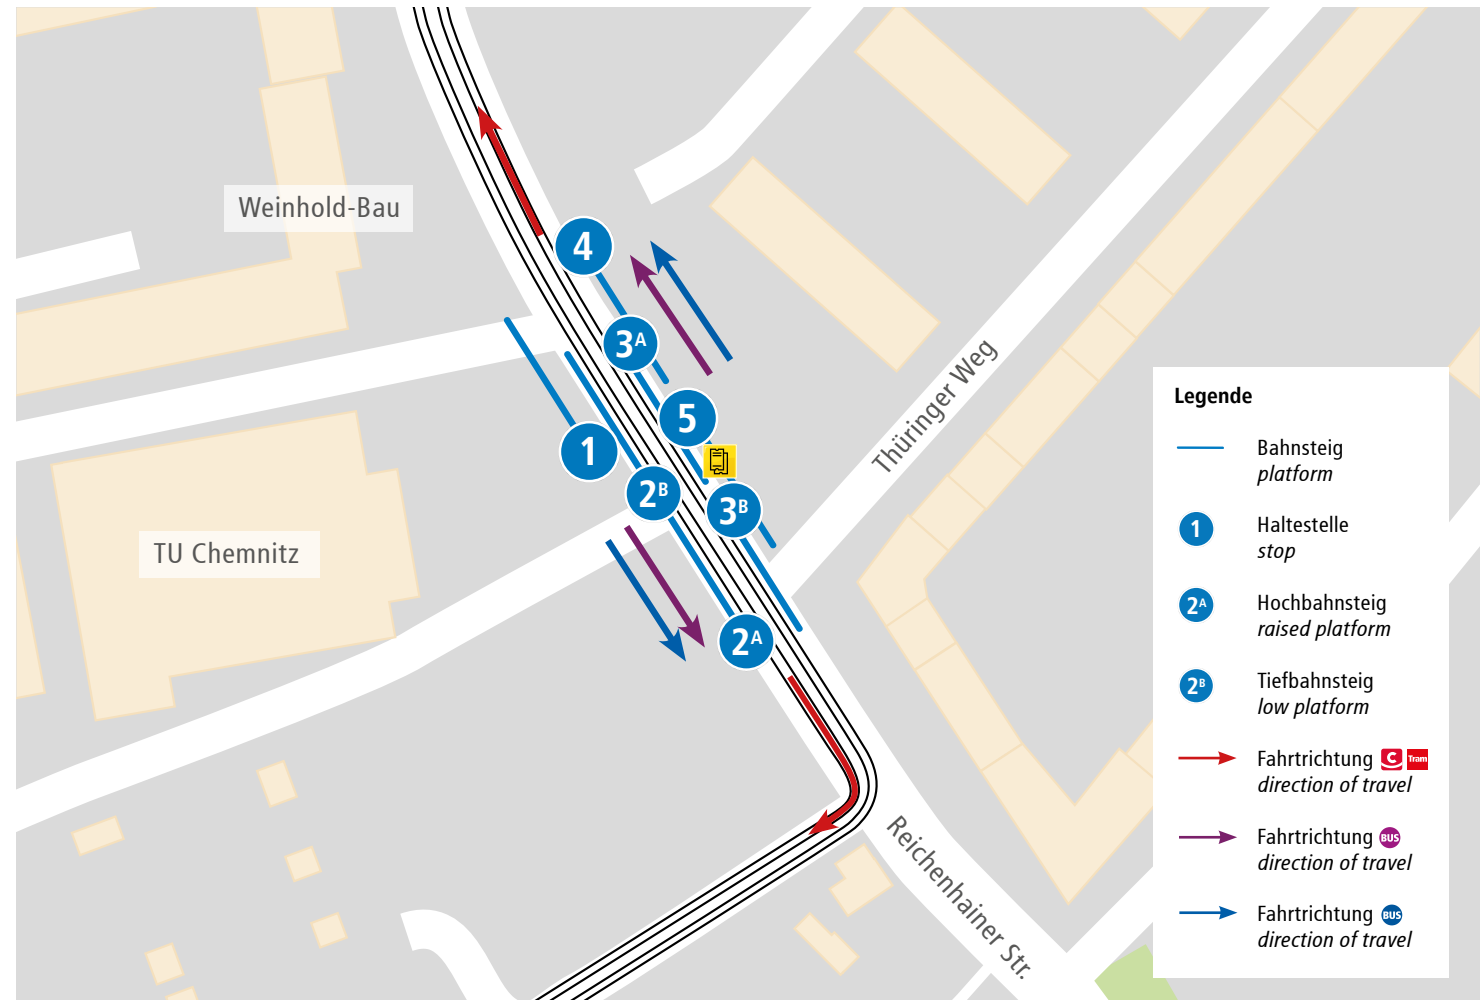 Weinhold-Bau
4
3A
5
1
2B
3B
2A
Thüringer Weg
TU Chemnitz
Reichenhainer Str.
Legende
Bahnsteig
platform
1
Haltestelle
stop
2A
Hochbahnsteig
raised platform
2B
Tiefbahnsteig
low platform
Fahrtrichtung C Tram
direction of travel
Fahrtrichtung BUS
direction of travel
Fahrtrichtung BUS
direction of travel